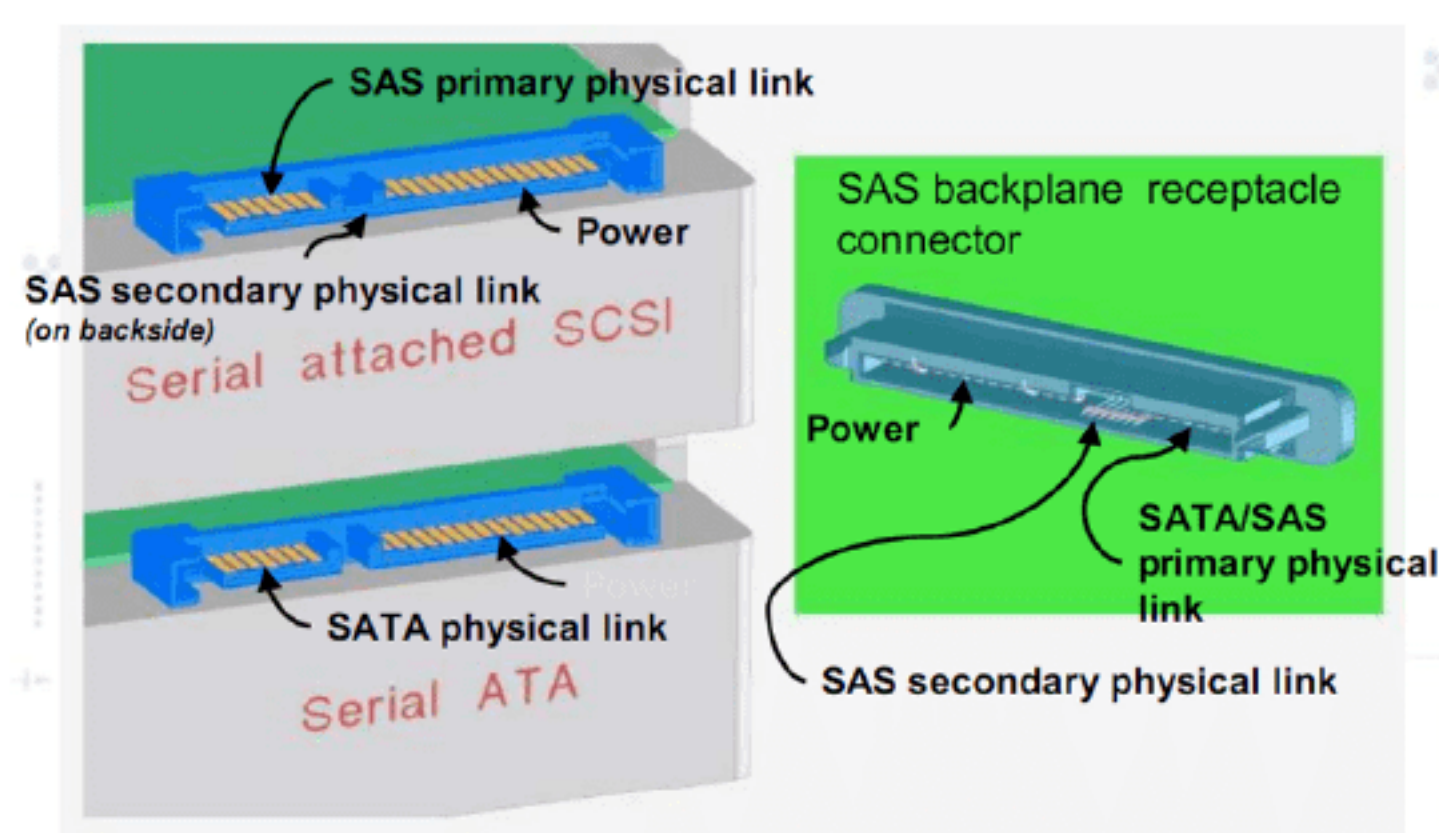 SAS primary physical link
Power
SAS secondary physical link
(on backside)
Serial attached SCSI
Power
SATA physical link
Serial ATA
SAS backplane receptacle
connector
Power
SATA/SAS
primary physical
link
SAS secondary physical link